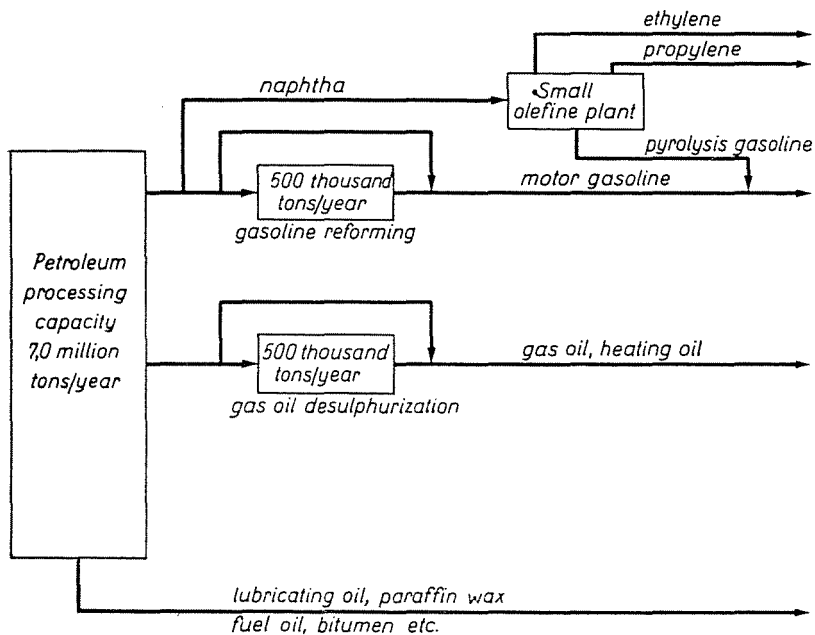 ethylene
propylene
naphtha
Small
olefine plant
pyrolysis gasoline
500 thousand
tons/year
motor gasoline
gasoline reforming
Petroleum
processing
capacity
7,0 million
tons/year
500 thousand
tons/year
gas oil, heating oil
gas oil desulphurization
lubricating oil, paraffin wax
fuel oil, bitumen etc.